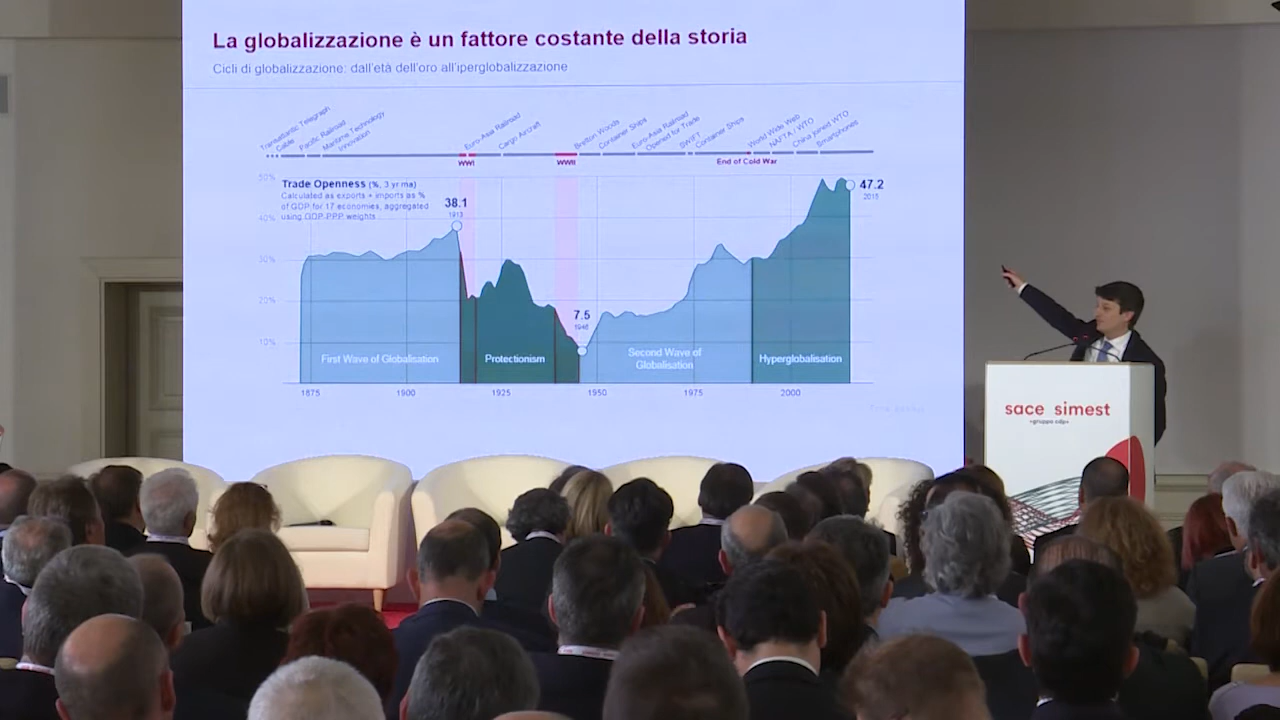 La globalizzazione è un fattore costante della storia
Cicli di globalizzazione: dall'età dell'oro all'iperglobalizzazione
Transatlantic Telegraph
Cable
Pacific Railroad
Maritime Technology
Innovation
Euro-Asia Railroad
Cargo Aircraft
Bretton Woods
Container Ships
Euro-Asia Railroad
Opened for Trade
SWIFT
Container Ships
World Wide Web
NAFTA / WTO
China joined WTO
Smartphones
WWI
WWII
End of Cold War
50%
40%
30%
20%
10%
Trade Openness (%, 3 yr ma)
Calculated as exports + imports as %
of GDP for 17 economies, aggregated
using GDP PPP weights
38.1
1913
7.5
1946
47.2
2015
First Wave of Globalisation
Protectionism
Second Wave of
Globalisation
Hyperglobalisation
1875
1900
1925
1950
1975
2000
sace simest
gruppo cdp